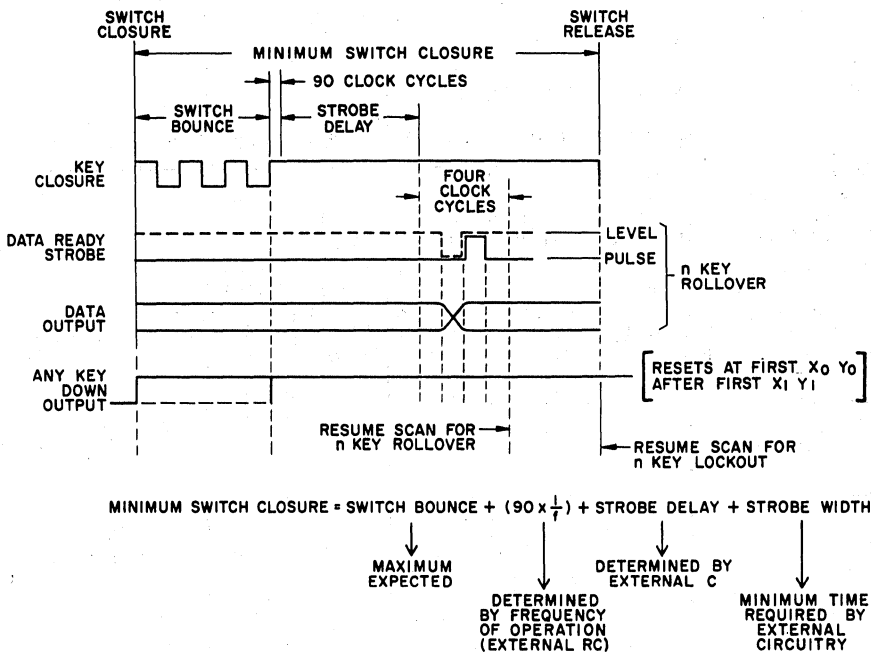 SWITCH
CLOSURE
SWITCH
RELEASE
MINIMUM SWITCH CLOSURE
90 CLOCK CYCLES
SWITCH
BOUNCE
STROBE
DELAY
KEY
CLOSURE
FOUR
CLOCK
CYCLES
DATA READY
STROBE
LEVEL
PULSE
n KEY
ROLLOVER
DATA
OUTPUT
ANY KEY
DOWN
OUTPUT
RESETS AT FIRST X0 Y0
AFTER FIRST X1 Y1
RESUME SCAN FOR
n KEY ROLLOVER
RESUME SCAN FOR
n KEY LOCKOUT
MINIMUM SWITCH CLOSURE = SWITCH BOUNCE + (90 x 1/f) + STROBE DELAY + STROBE WIDTH
MAXIMUM
EXPECTED
DETERMINED BY
EXTERNAL C
DETERMINED
BY FREQUENCY
OF OPERATION
(EXTERNAL RC)
MINIMUM TIME
REQUIRED BY
EXTERNAL
CIRCUITRY